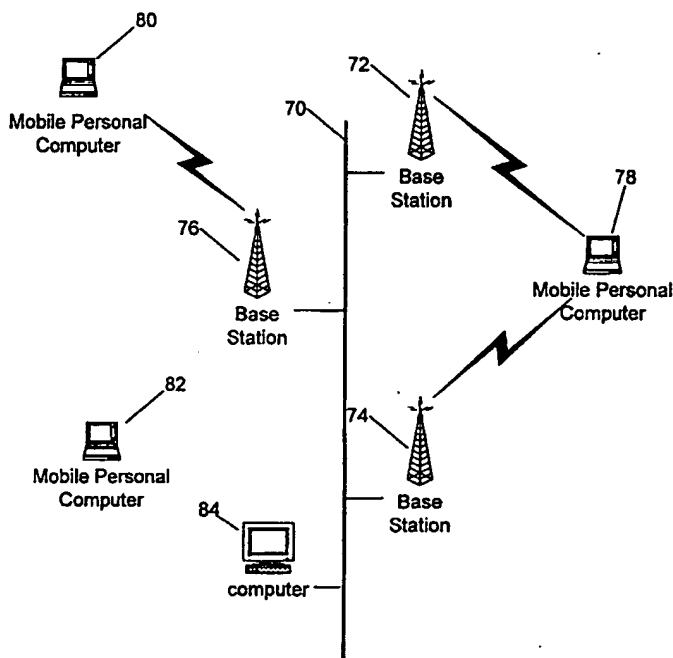 80
Mobile Personal
Computer
70
72
Base
Station
78
Mobile Personal
Computer
76
Base
Station
82
Mobile Personal
Computer
74
Base
Station
84
computer